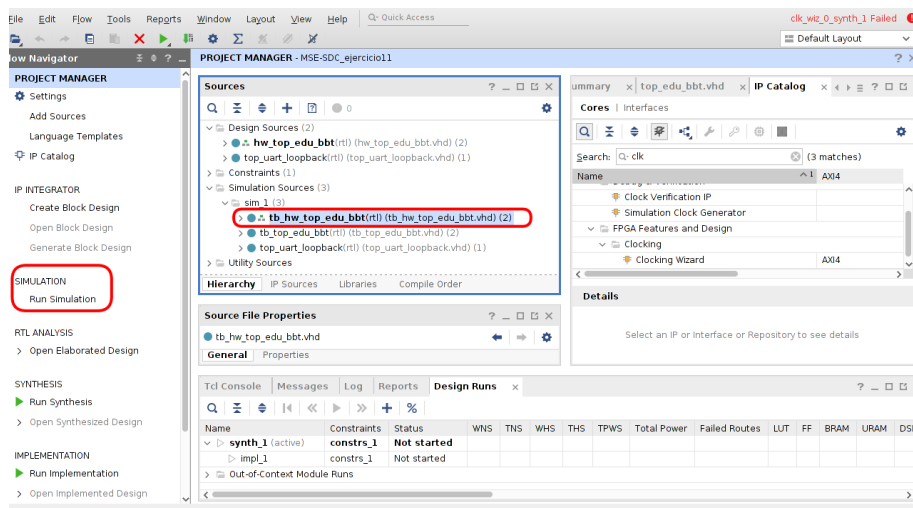 File Edit Flow Tools Reports Window Layout View Help Q- Quick Access clk_wiz_0_synth_1 Failed
Default Layout
low Navigator ? _
PROJECT MANAGER - MSE-SDC_ejercicio11 ?
PROJECT MANAGER
Settings
Add Sources
Language Templates
IP Catalog
IP INTEGRATOR
Create Block Design
Open Block Design
Generate Block Design
SIMULATION
Run Simulation
RTL ANALYSIS
Open Elaborated Design
SYNTHESIS
Run Synthesis
Open Synthesized Design
IMPLEMENTATION
Run Implementation
Open Implemented Design
Sources
0
Design Sources (2)
hw_top_edu_bbt(rtl) (hw_top_edu_bbt.vhd) (2)
top_uart_loopback(rtl) (top_uart_loopback.vhd) (1)
Constraints (1)
Simulation Sources (3)
sim_1 (3)
tb_hw_top_edu_bbt(rtl) (tb_hw_top_edu_bbt.vhd) (2)
tb_top_edu_bbt(rtl) (tb_top_edu_bbt.vhd) (2)
top_uart_loopback(rtl) (top_uart_loopback.vhd) (1)
Utility Sources
Hierarchy IP Sources Libraries Compile Order
Source File Properties
tb_hw_top_edu_bbt.vhd
General Properties
ummary top_edu_bbt.vhd IP Catalog
Cores | Interfaces
Search: Q- clk (3 matches)
Name 1 AXI4
Debug & Verification
Clock Verification IP
Simulation Clock Generator
FPGA Features and Design
Clocking
Clocking Wizard AXI4
Details
Select an IP or Interface or Repository to see details
Tcl Console Messages Log Reports Design Runs
Name Constraints Status WNS TNS WHS THS TPWS Total Power Failed Routes LUT FF BRAM URAM DS
synth_1 (active) constrs_1 Not started
impl_1 constrs_1 Not started
Out-of-Context Module Runs